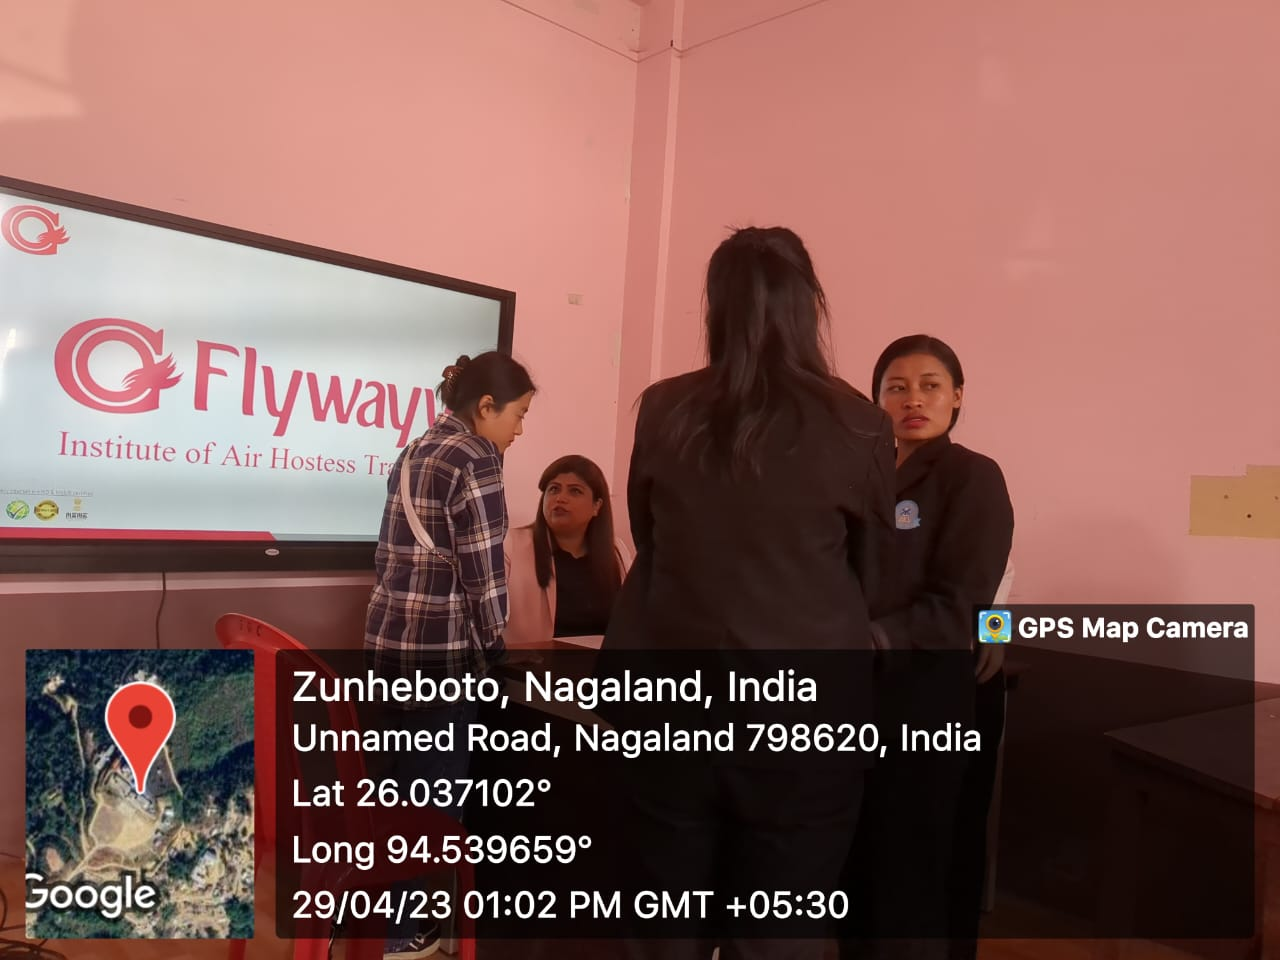 Flyway
Institute of Air Hostess Tra
GPS Map Camera
Zunheboto, Nagaland, India
Unnamed Road, Nagaland 798620, India
Lat 26.037102°
Long 94.539659°
29/04/23 01:02 PM GMT +05:30
Google